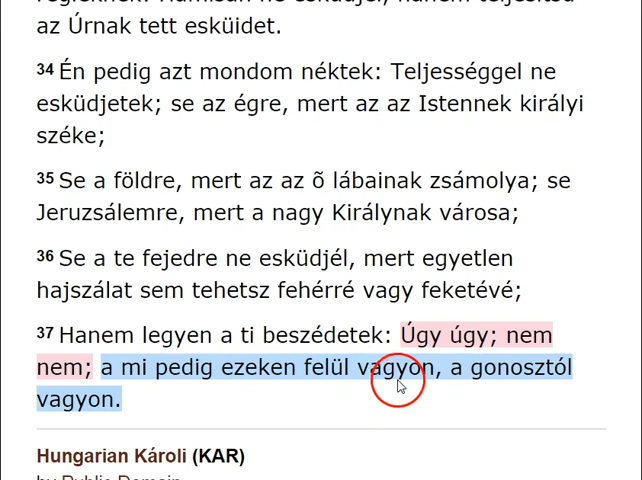 az Úrnak tett esküidet.
34 Én pedig azt mondom néktek: Teljességgel ne
esküdjetek; se az égre, mert az az Istennek királyi
széke;
35 Se a földre, mert az az õ lábainak zsámolya; se
Jeruzsálemre, mert a nagy Királynak városa;
36 Se a te fejedre ne esküdjél, mert egyetlen
hajszálat sem tehetsz fehérré vagy feketévé;
37 Hanem legyen a ti beszédetek: Úgy úgy; nem
nem; a mi pedig ezeken felül vagyon, a gonosztól
vagyon.
Hungarian Károli (KAR)
by Public Domain